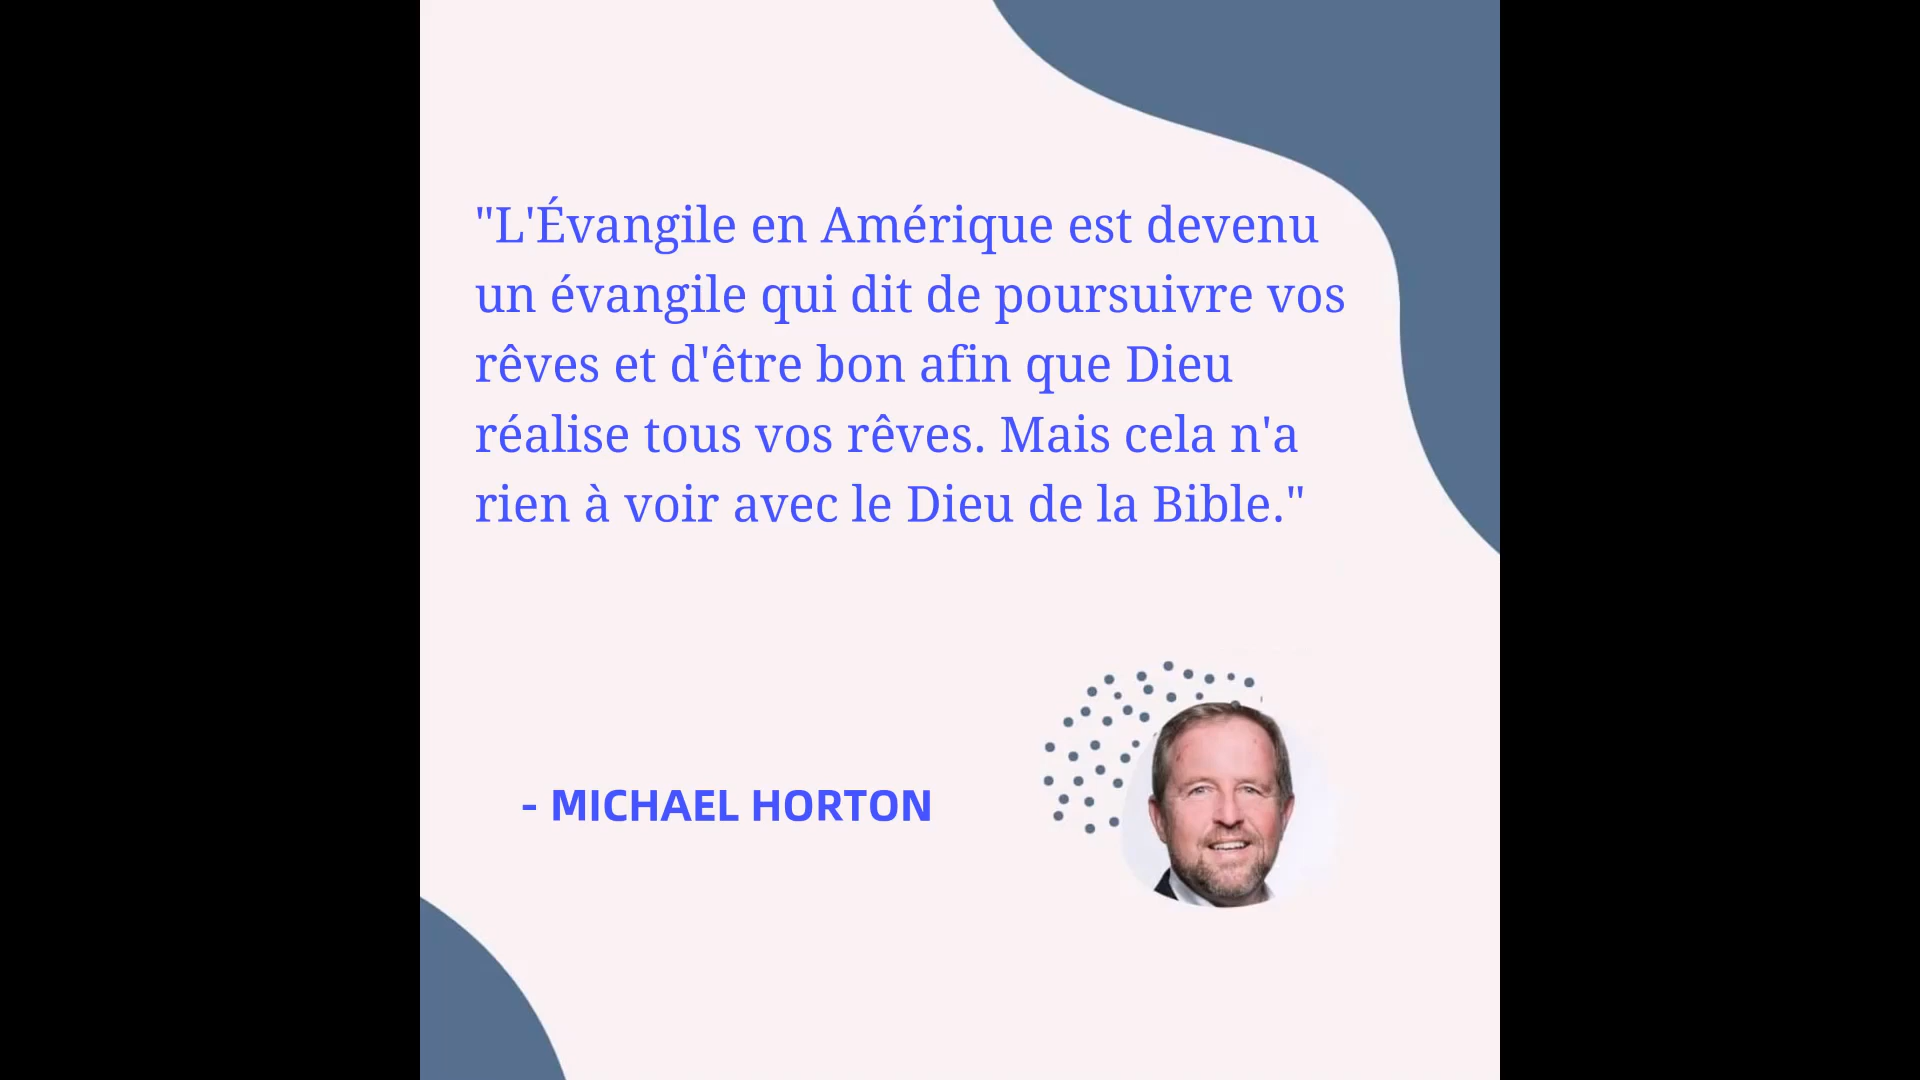 "L'Évangile en Amérique est devenu
un évangile qui dit de poursuivre vos
rêves et d'être bon afin que Dieu
réalise tous vos rêves. Mais cela n'a
rien à voir avec le Dieu de la Bible."
- MICHAEL HORTON